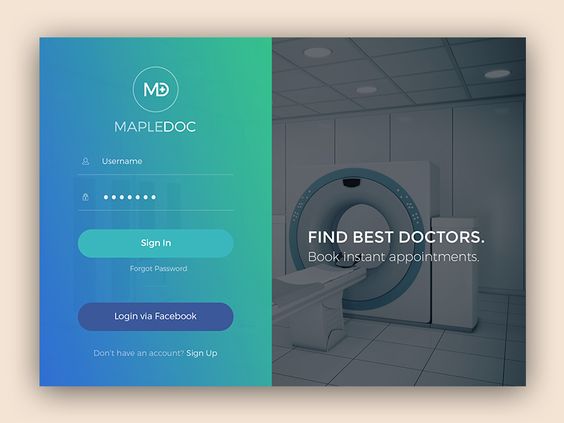 MD
MAPLEDOC
Username
Sign In
Forgot Password
Login via Facebook
Don't have an account? Sign Up
FIND BEST DOCTORS.
Book instant appointments.